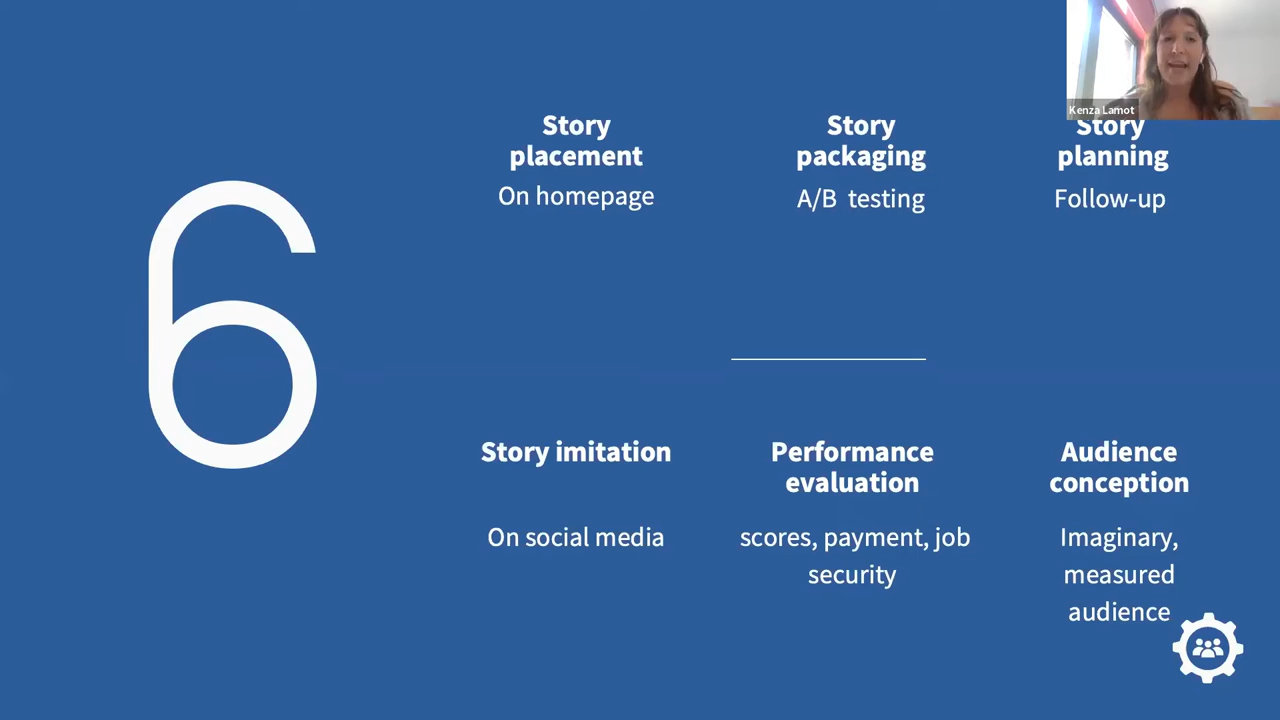 6
Story
placement
On homepage
Story
packaging
A/B testing
Kenza Lamot
Story
planning
Follow-up
Story imitation
On social media
Performance
evaluation
scores, payment, job
security
Audience
conception
Imaginary,
measured
audience